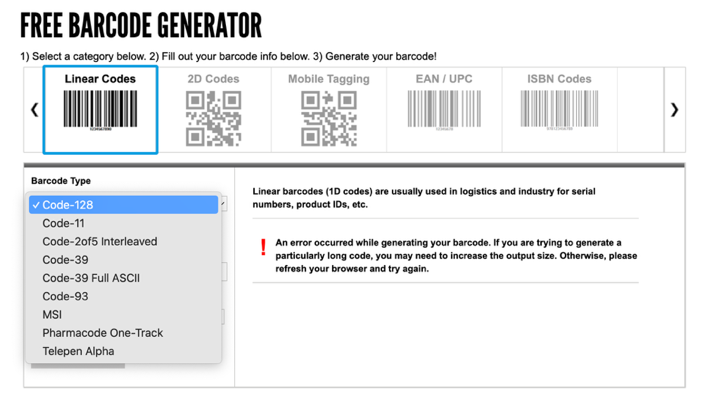 FREE BARCODE GENERATOR
1) Select a category below. 2) Fill out your barcode info below. 3) Generate your barcode!
Linear Codes
2D Codes
Mobile Tagging
EAN / UPC
ISBN Codes
Barcode Type
✓ Code-128
Code-11
Code-2of5 Interleaved
Code-39
Code-39 Full ASCII
Code-93
MSI
Pharmacode One-Track
Telepen Alpha
Linear barcodes (1D codes) are usually used in logistics and industry for serial
numbers, product IDs, etc.
An error occurred while generating your barcode. If you are trying to generate a
particularly long code, you may need to increase the output size. Otherwise, please
refresh your browser and try again.